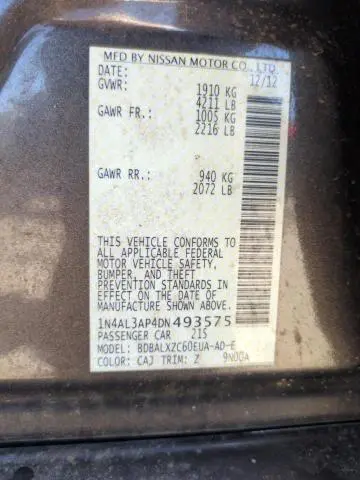 MFD BY NISSAN MOTOR CO., LTD.
DATE: 12/12
GVWR: 1910 KG
4211 LB
GAWR FR.: 1005 KG
2216 LB
GAWR RR.: 940 KG
2072 LB
THIS VEHICLE CONFORMS TO
ALL APPLICABLE FEDERAL
MOTOR VEHICLE SAFETY,
BUMPER, AND THEFT
PREVENTION STANDARDS
IN EFFECT ON THE DATE OF
MANUFACTURE SHOWN ABOVE.
1N4AL3AP4DN493575
PASSENGER CAR 215
MODEL: BDBALXZC60EUA-AD-E
COLOR: CAJ TRIM: Z 9N00A